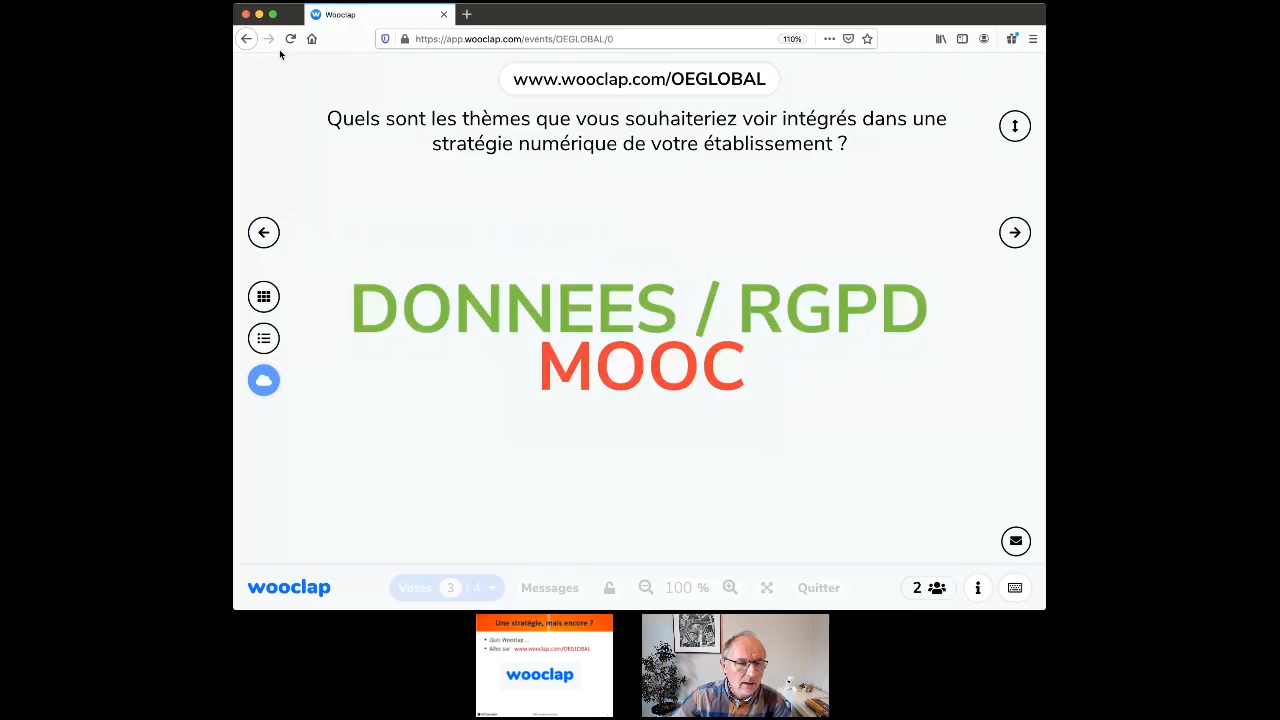 Wooclap
https://app.wooclap.com/events/OEGLOBAL/0
110%
www.wooclap.com/OEGLOBAL
Quels sont les thèmes que vous souhaiteriez voir intégrés dans une
stratégie numérique de votre établissement ?
DONNEES / RGPD
MOOC
wooclap
3 / 4
Messages
100 %
Quitter
2
Une stratégie, mais encore ?
• Quiz Wooclap ...
• Allez sur www.wooclap.com/OEGLOBAL
wooclap